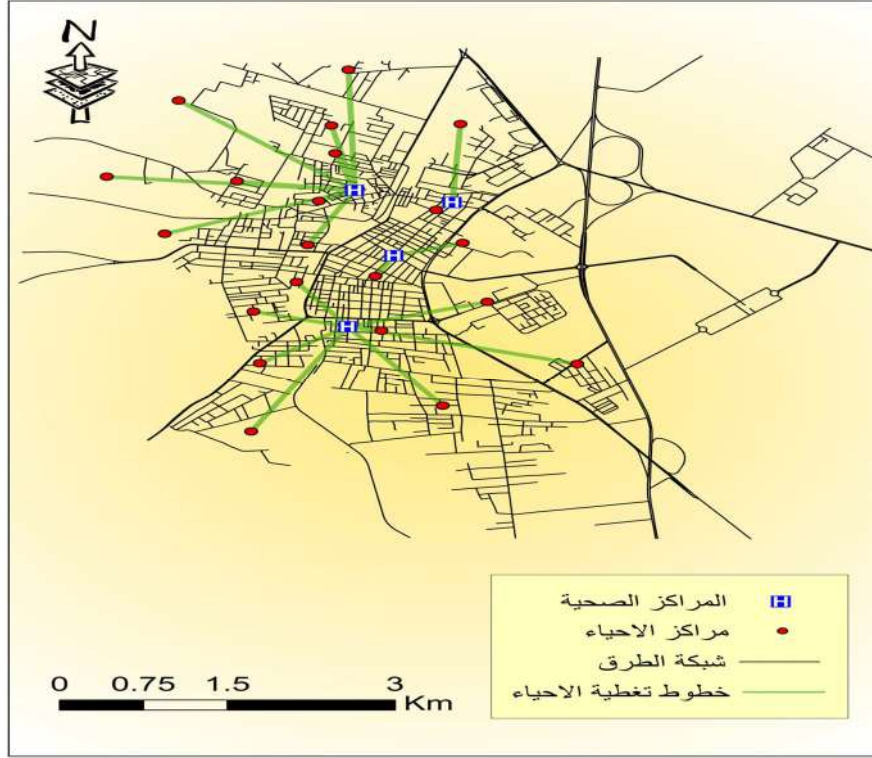 N
المراكز الصحية
مراكز الاحياء
شبكة الطرق
خطوط تغطية الاحياء
0 0.75 1.5 3
Km